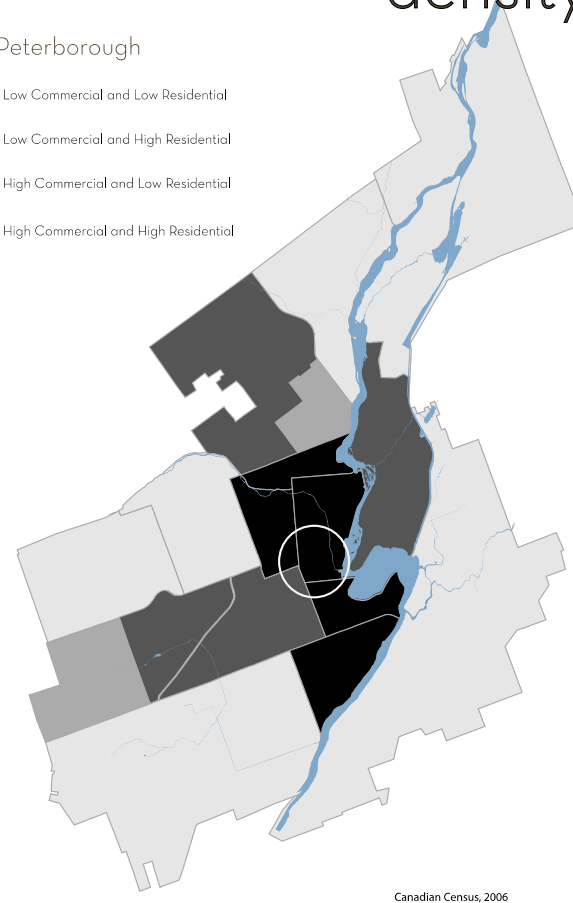 density
Peterborough
Low Commercial and Low Residential
Low Commercial and High Residential
High Commercial and Low Residential
High Commercial and High Residential
Canadian Census, 2006